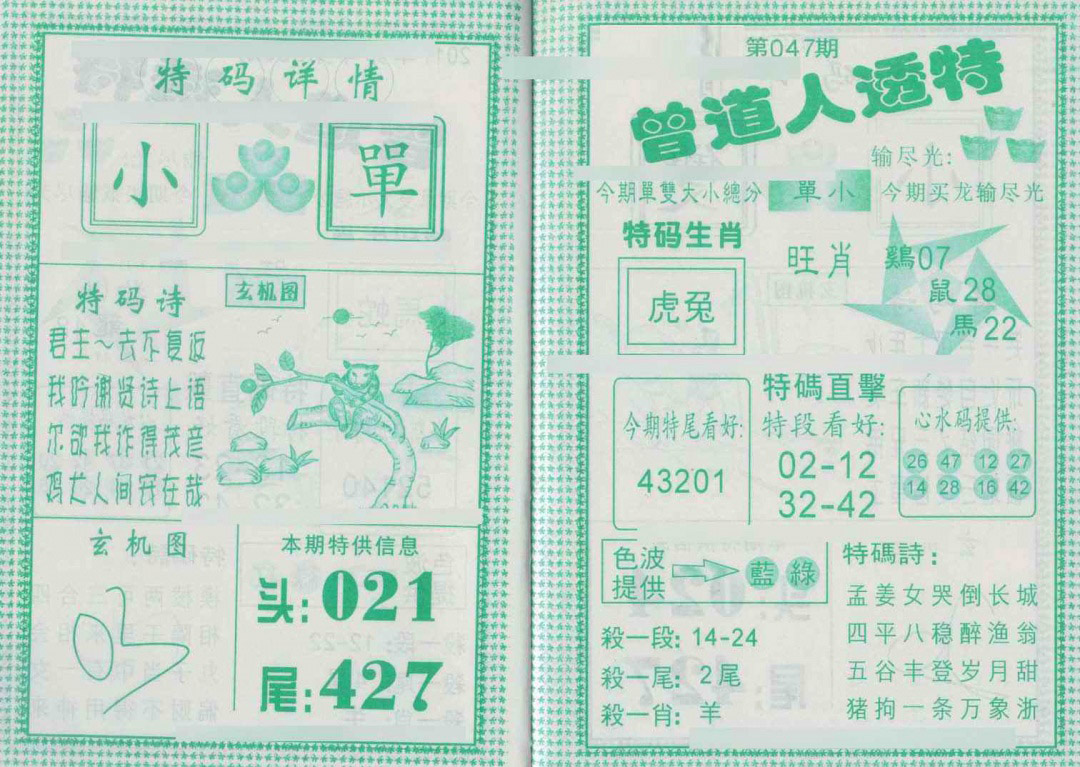 特码详情
小 單
特码诗
玄机图
君王一去不复返
我吟谢贤诗上语
尔欲我诈得茂彦
鸡犬人间宛在哉
玄机图
本期特供信息
头:021
尾:427
第047期
曾道人透特
输尽光:
今期單雙大小總分 單小 今期买龙输尽光
特码生肖
虎兔
旺肖
鷄07
鼠28
馬22
今期特尾看好:
43201
特碼直擊
特段看好:
02-12
32-42
心水码提供:
26 47 12 27
14 28 16 42
色波
提供
藍 綠
殺一段: 14-24
殺一尾: 2尾
殺一肖: 羊
特碼詩:
孟姜女哭倒长城
四平八稳醉渔翁
五谷丰登岁月甜
猪拘一条万象浙